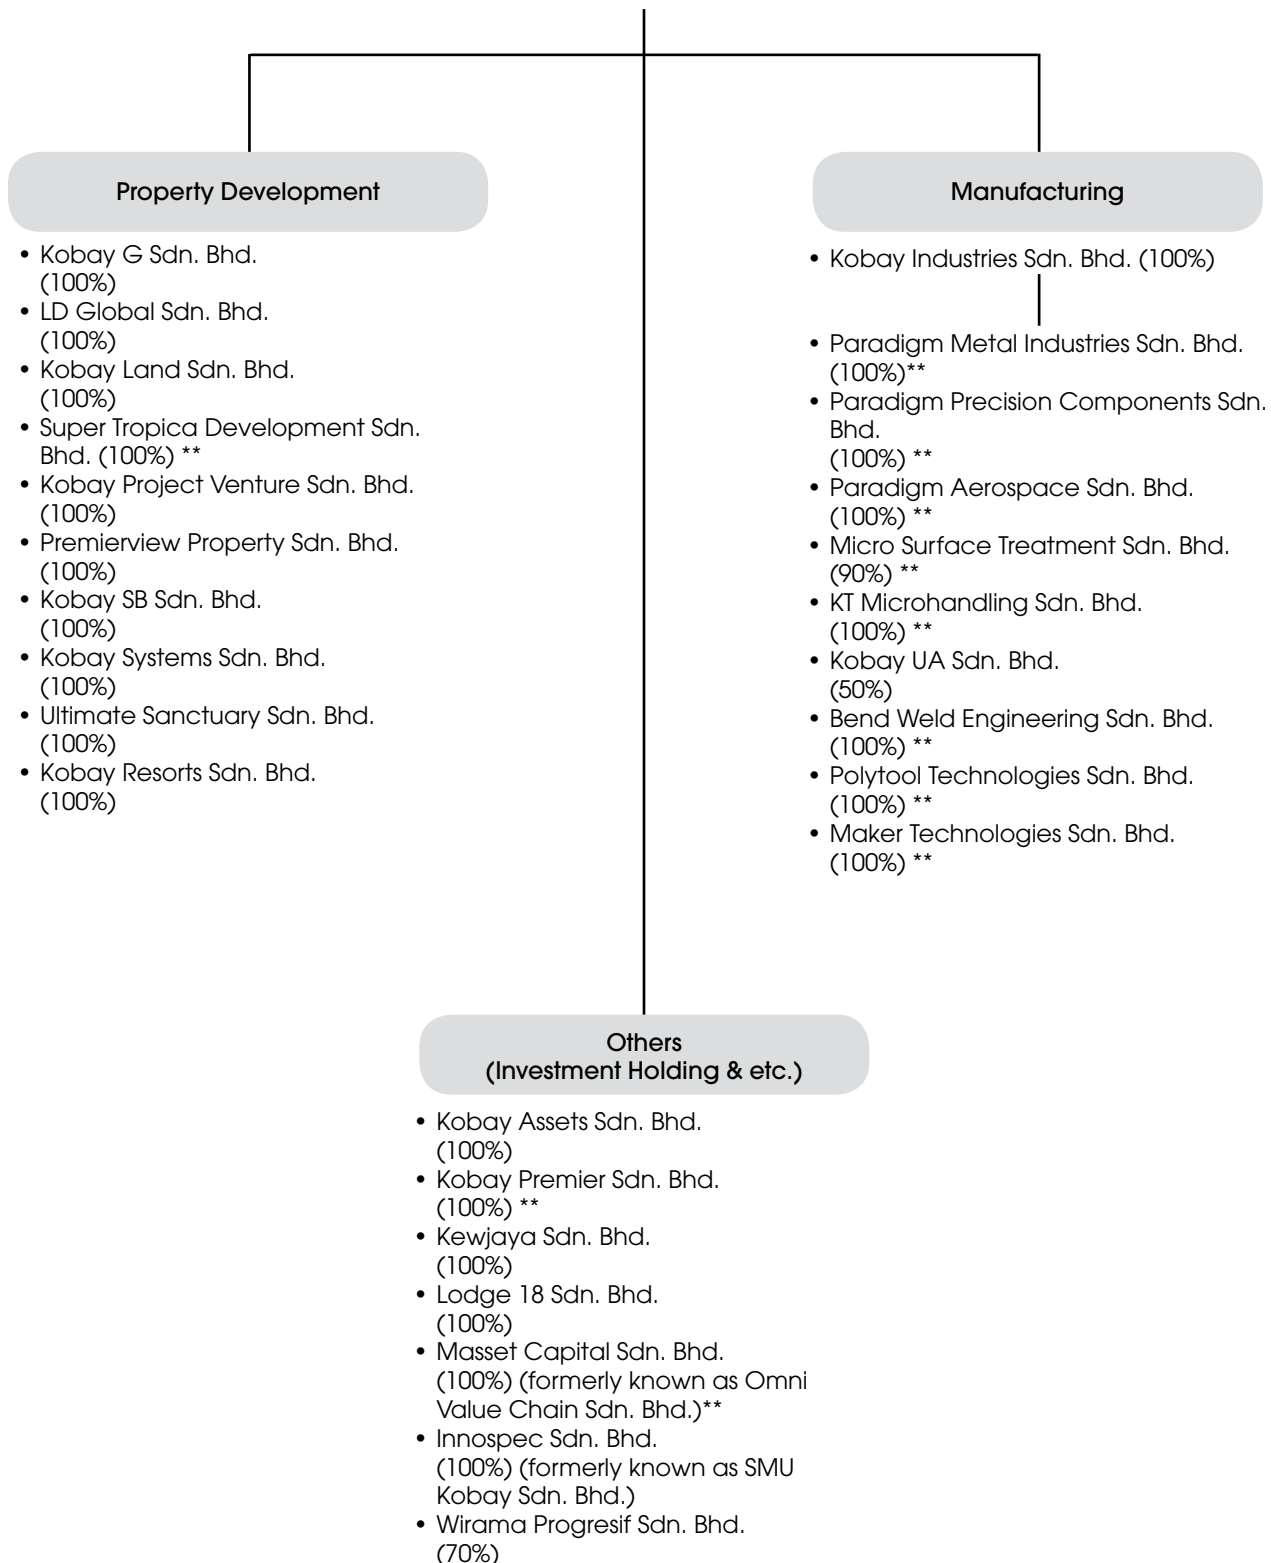 Property Development
• Kobay G Sdn. Bhd.
(100%)
• LD Global Sdn. Bhd.
(100%)
• Kobay Land Sdn. Bhd.
(100%)
• Super Tropica Development Sdn.
Bhd. (100%) **
• Kobay Project Venture Sdn. Bhd.
(100%)
• Premierview Property Sdn. Bhd.
(100%)
• Kobay SB Sdn. Bhd.
(100%)
• Kobay Systems Sdn. Bhd.
(100%)
• Ultimate Sanctuary Sdn. Bhd.
(100%)
• Kobay Resorts Sdn. Bhd.
(100%)
Manufacturing
• Kobay Industries Sdn. Bhd. (100%)
• Paradigm Metal Industries Sdn. Bhd.
(100%)**
• Paradigm Precision Components Sdn.
Bhd.
(100%) **
• Paradigm Aerospace Sdn. Bhd.
(100%) **
• Micro Surface Treatment Sdn. Bhd.
(90%) **
• KT Microhandling Sdn. Bhd.
(100%) **
• Kobay UA Sdn. Bhd.
(50%)
• Bend Weld Engineering Sdn. Bhd.
(100%) **
• Polytool Technologies Sdn. Bhd.
(100%) **
• Maker Technologies Sdn. Bhd.
(100%) **
Others
(Investment Holding & etc.)
• Kobay Assets Sdn. Bhd.
(100%)
• Kobay Premier Sdn. Bhd.
(100%) **
• Kewjaya Sdn. Bhd.
(100%)
• Lodge 18 Sdn. Bhd.
(100%)
• Masset Capital Sdn. Bhd.
(100%) (formerly known as Omni
Value Chain Sdn. Bhd.)**
• Innospec Sdn. Bhd.
(100%) (formerly known as SMU
Kobay Sdn. Bhd.)
• Wirama Progresif Sdn. Bhd.
(70%)